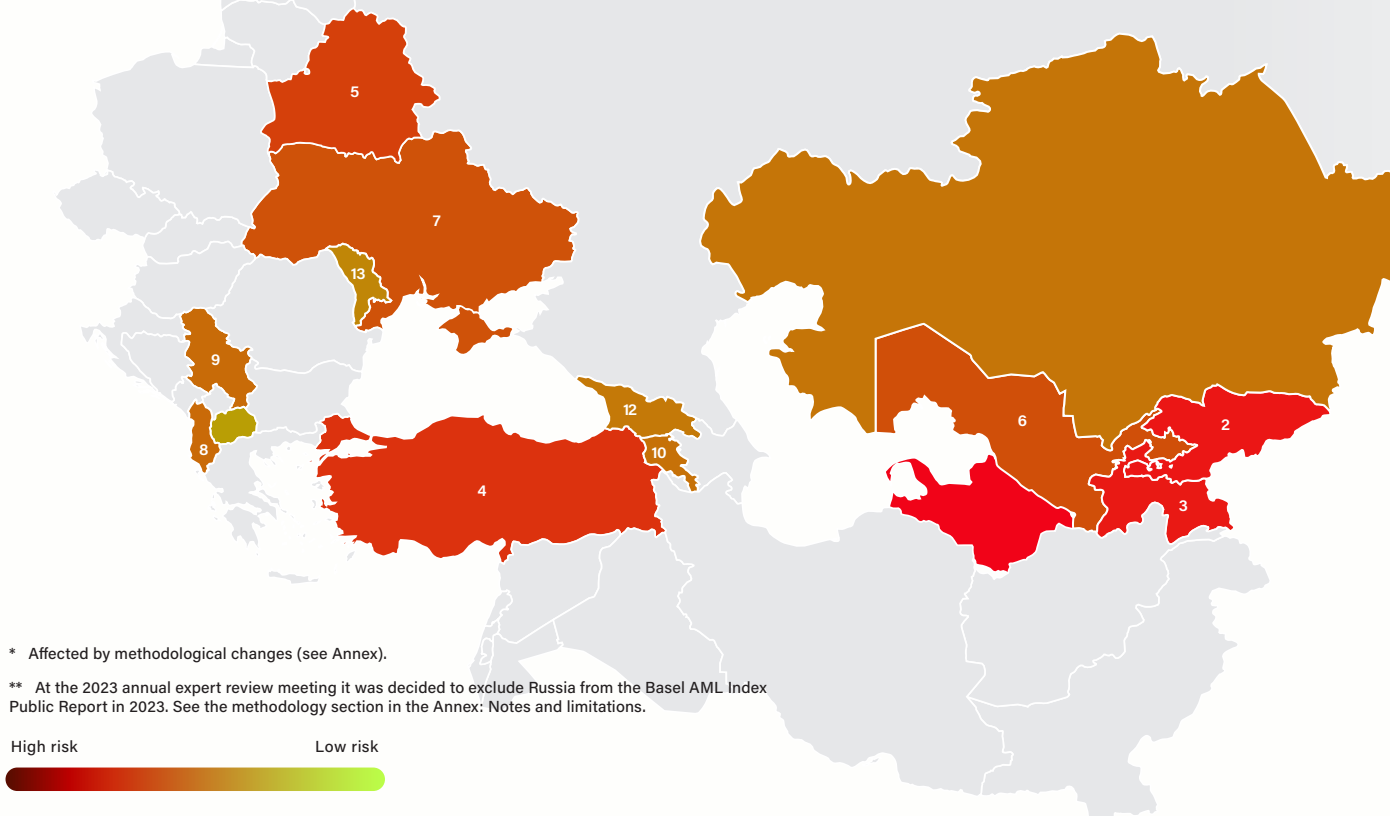 5
7
13
9
12
6
2
8
10
4
3
* Affected by methodological changes (see Annex).
** At the 2023 annual expert review meeting it was decided to exclude Russia from the Basel AML Index
Public Report in 2023. See the methodology section in the Annex: Notes and limitations.
High risk Low risk